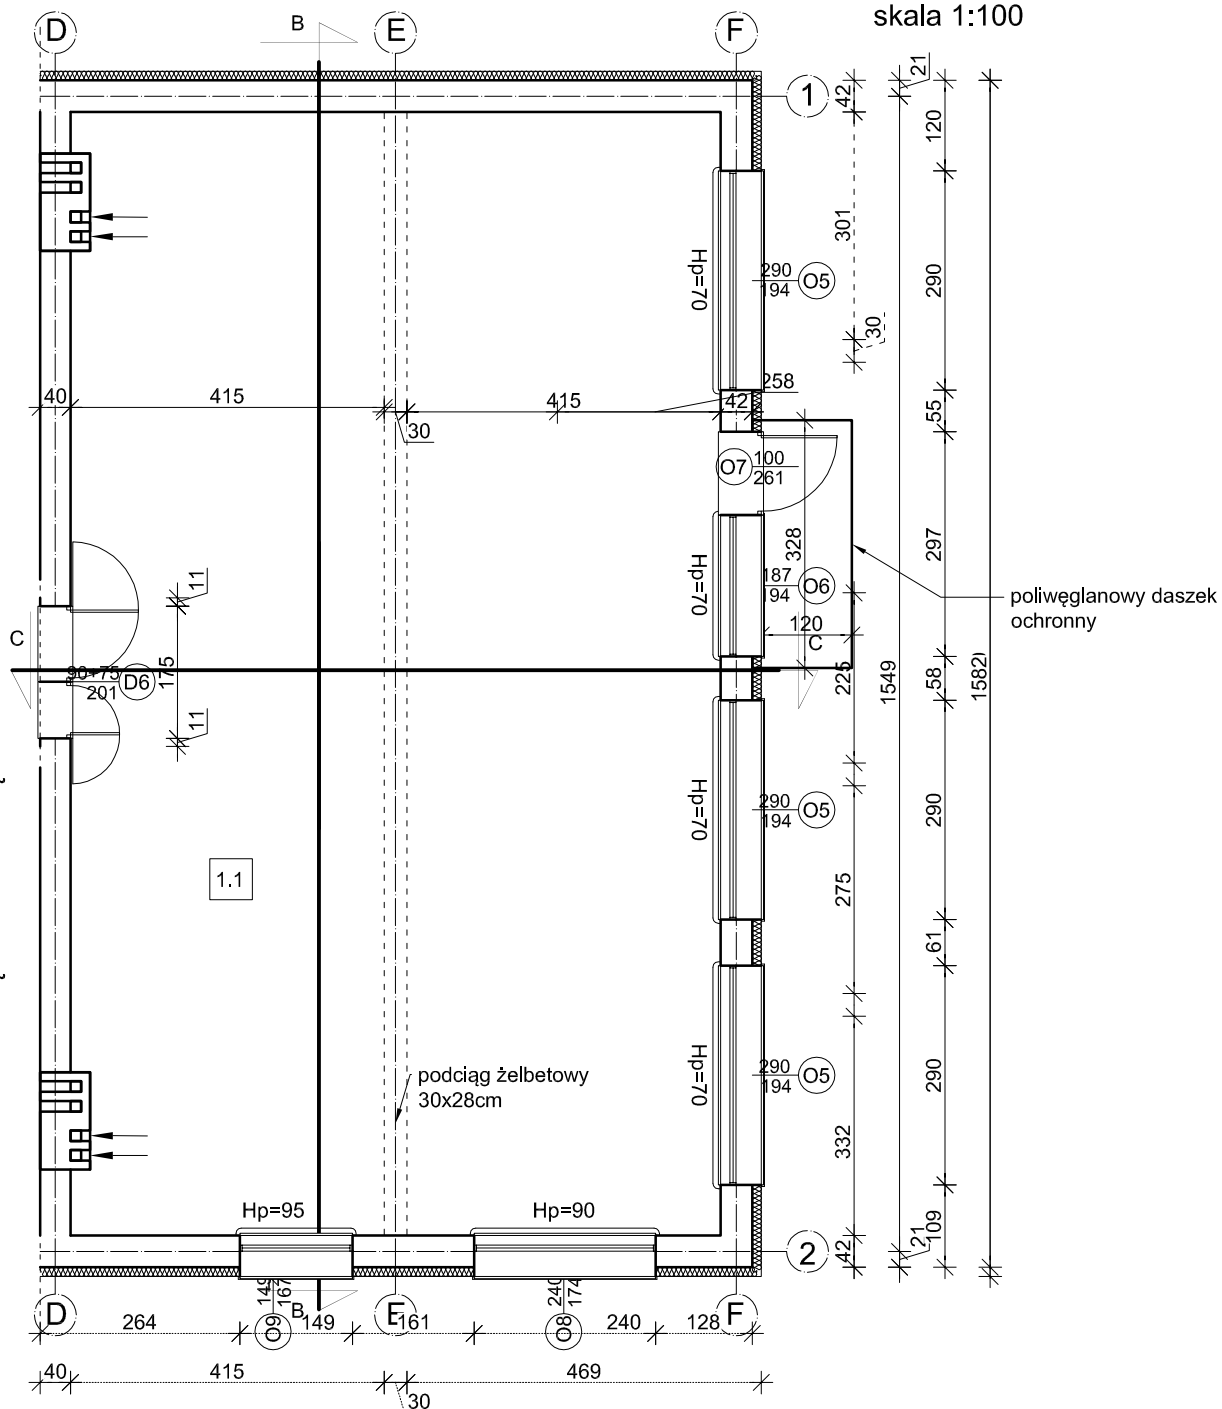 skala 1:100
D
B
E
F
1
42
21
120
301
290
Hp=70
290
194
O5
30
40
415
415
258
42
30
55
O7
100
261
328
297
Hp=70
187
194
O6
poliwęglanowy daszek
ochronny
120
C
C
11
175
11
90+75
201
D6
225
1549
58
1582
Hp=70
290
194
O5
290
1.1
275
61
podciąg żelbetowy
30x28cm
Hp=70
290
194
O5
290
332
Hp=95
Hp=90
2
42
21
109
D
B
E
F
149
167
O9
240
174
O8
264
149
161
240
128
40
415
30
469